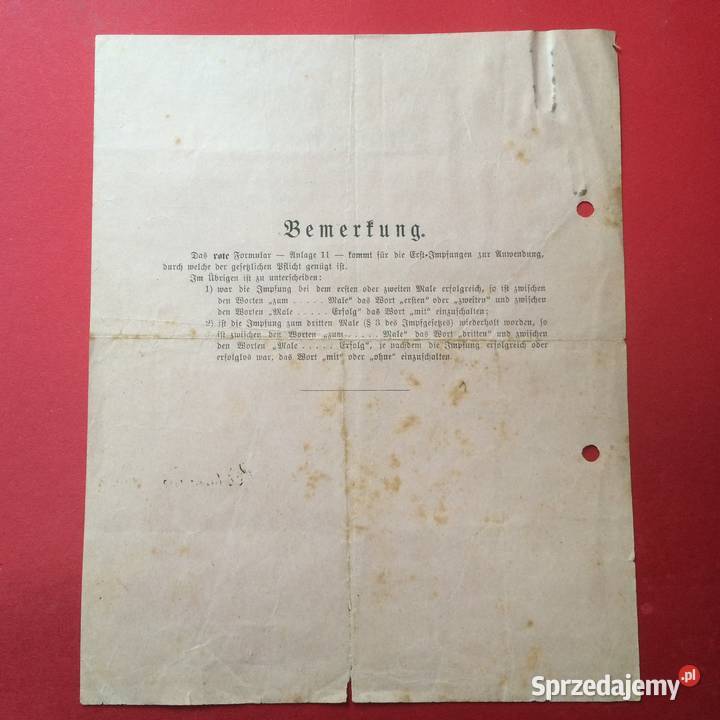 Bemerkung.
Das rote Formular — Anlage 11 — kommt für die Erst-Impfungen zur Anwendung,
durch welche der gesetzlichen Pflicht genügt ist.
Im Übrigen ist zu unterscheiden:
1) war die Impfung bei dem ersten oder zweiten Male erfolgreich, so ist zwischen
den Worten „zum . . . . . Male“ das Wort „ersten“ oder „zweiten“ und zwischen
den Worten „Male . . . . . Erfolg“ das Wort „mit“ einzuschalten;
2) ist die Impfung zum dritten Male (§ 3 des Impfgesetzes) wiederholt worden, so
ist zwischen den Worten „zum . . . . . Male“ das Wort „dritten“ und zwischen
den Worten „Male . . . . . Erfolg“, je nachdem die Impfung erfolgreich oder
erfolglos war, das Wort „mit“ oder „ohne“ einzuschalten.
Sprzedajemy.pl